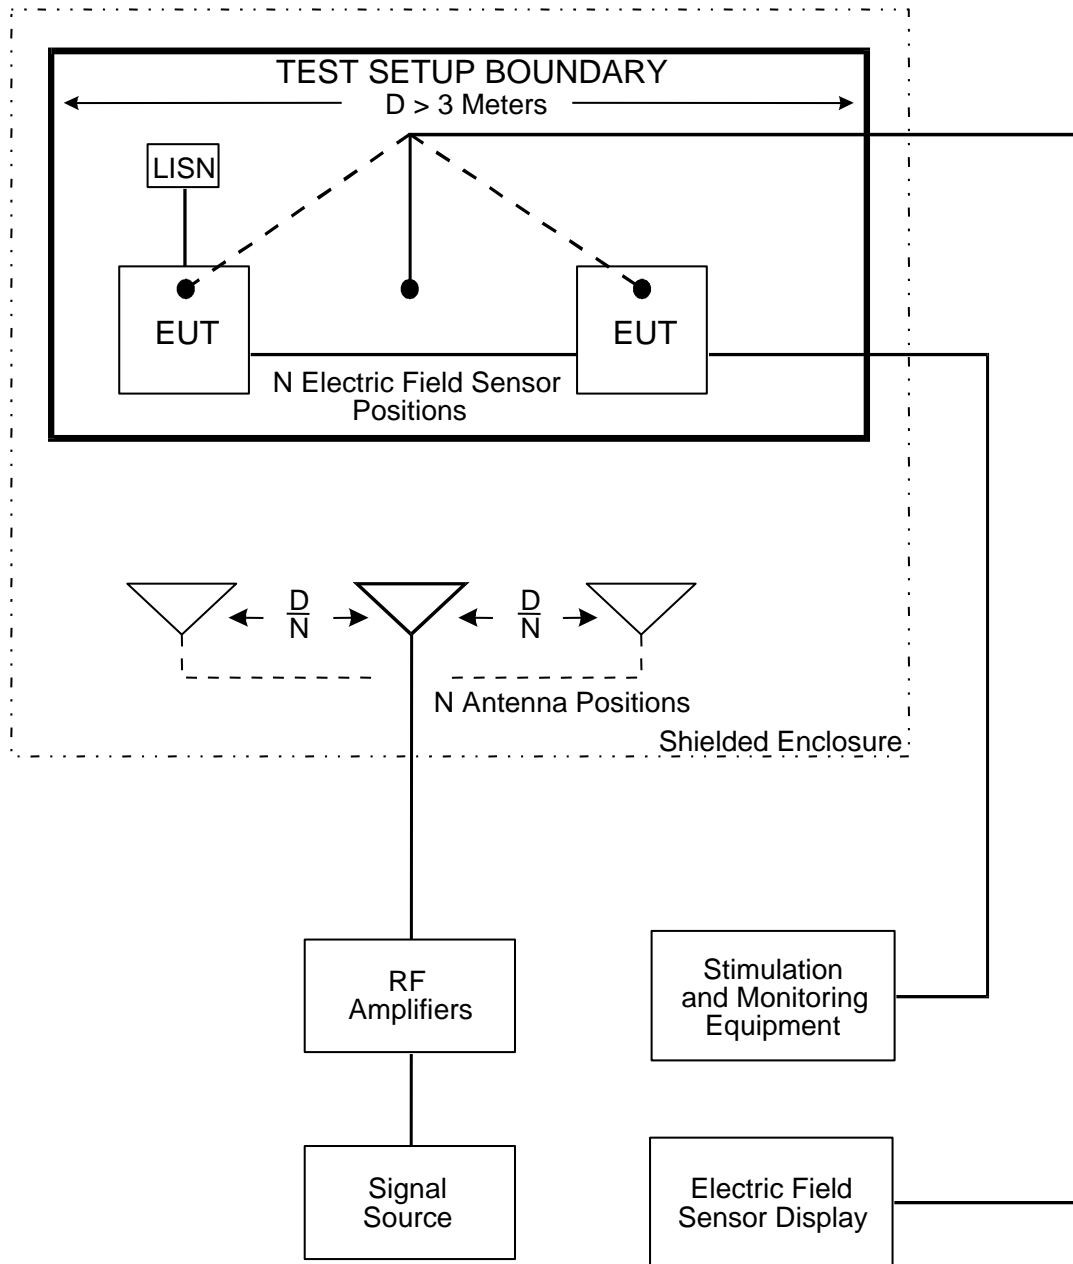 TEST SETUP BOUNDARY
D > 3 Meters
LISN
EUT
EUT
N Electric Field Sensor
Positions
D
N
D
N
N Antenna Positions
Shielded Enclosure
RF
Amplifiers
Stimulation
and Monitoring
Equipment
Signal
Source
Electric Field
Sensor Display